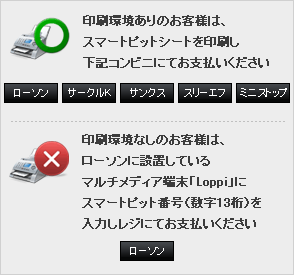 印刷環境ありのお客様は、
スマートピットシートを印刷し
下記コンビニにてお支払いください
ローソン サークルK サンクス スリーエフ ミニストップ
印刷環境なしのお客様は、
ローソンに設置している
マルチメディア端末「Loppi」に
スマートピット番号(数字13桁)を
入力しレジにてお支払いください
ローソン